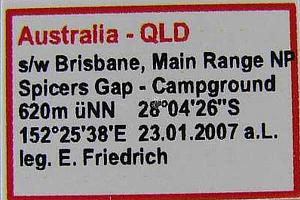 Australia - QLD
s/w Brisbane, Main Range NP
Spicers Gap - Campground
620m üNN 28°04'26"S
152°25'38'E 23.01.2007 a.L.
leg. E. Friedrich